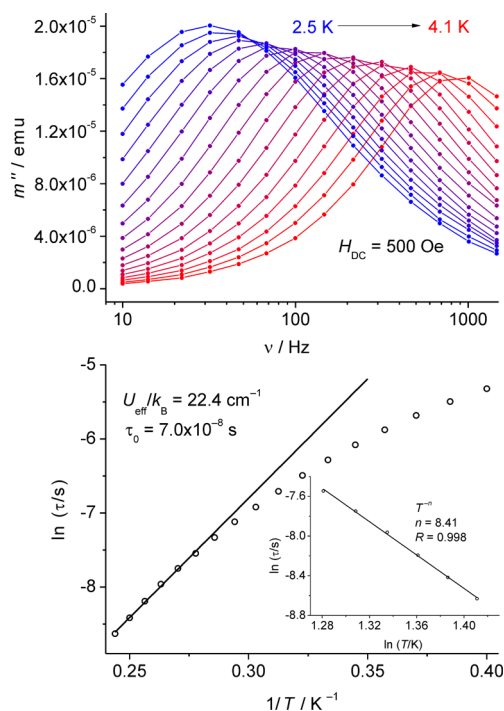 2.5 K 4.1 K
2.0x10⁻⁵
1.6x10⁻⁵
1.2x10⁻⁵
8.0x10⁻⁶
4.0x10⁻⁶
0.0
m'' / emu
H_DC = 500 Oe
10 100 1000
ν / Hz
-5
-6
-7
-8
ln (τ/s)
U_eff/k_B = 22.4 cm⁻¹
τ₀ = 7.0x10⁻⁸ s
-7.6
-8.0
-8.4
-8.8
ln (τ/s)
T⁻ⁿ
n = 8.41
R = 0.998
1.28 1.32 1.36 1.40
ln (T/K)
0.25 0.30 0.35 0.40
1/T / K⁻¹